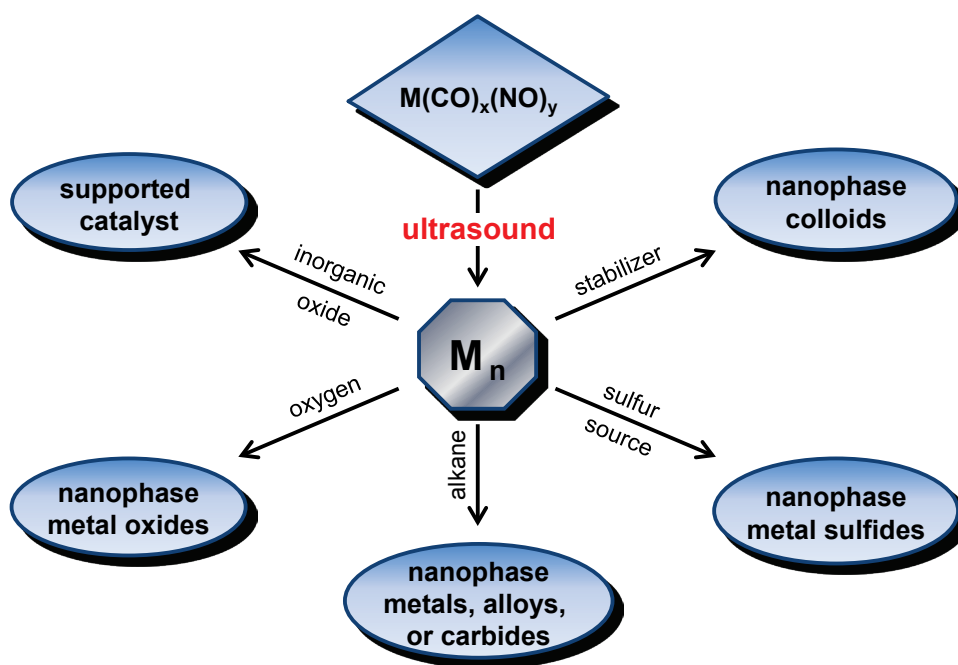 M(CO)ₓ(NO)y
supported
catalyst
nanophase
colloids
ultrasound
inorganic
oxide
stabilizer
Mn
oxygen
sulfur
source
alkane
nanophase
metal oxides
nanophase
metals, alloys,
or carbides
nanophase
metal sulfides